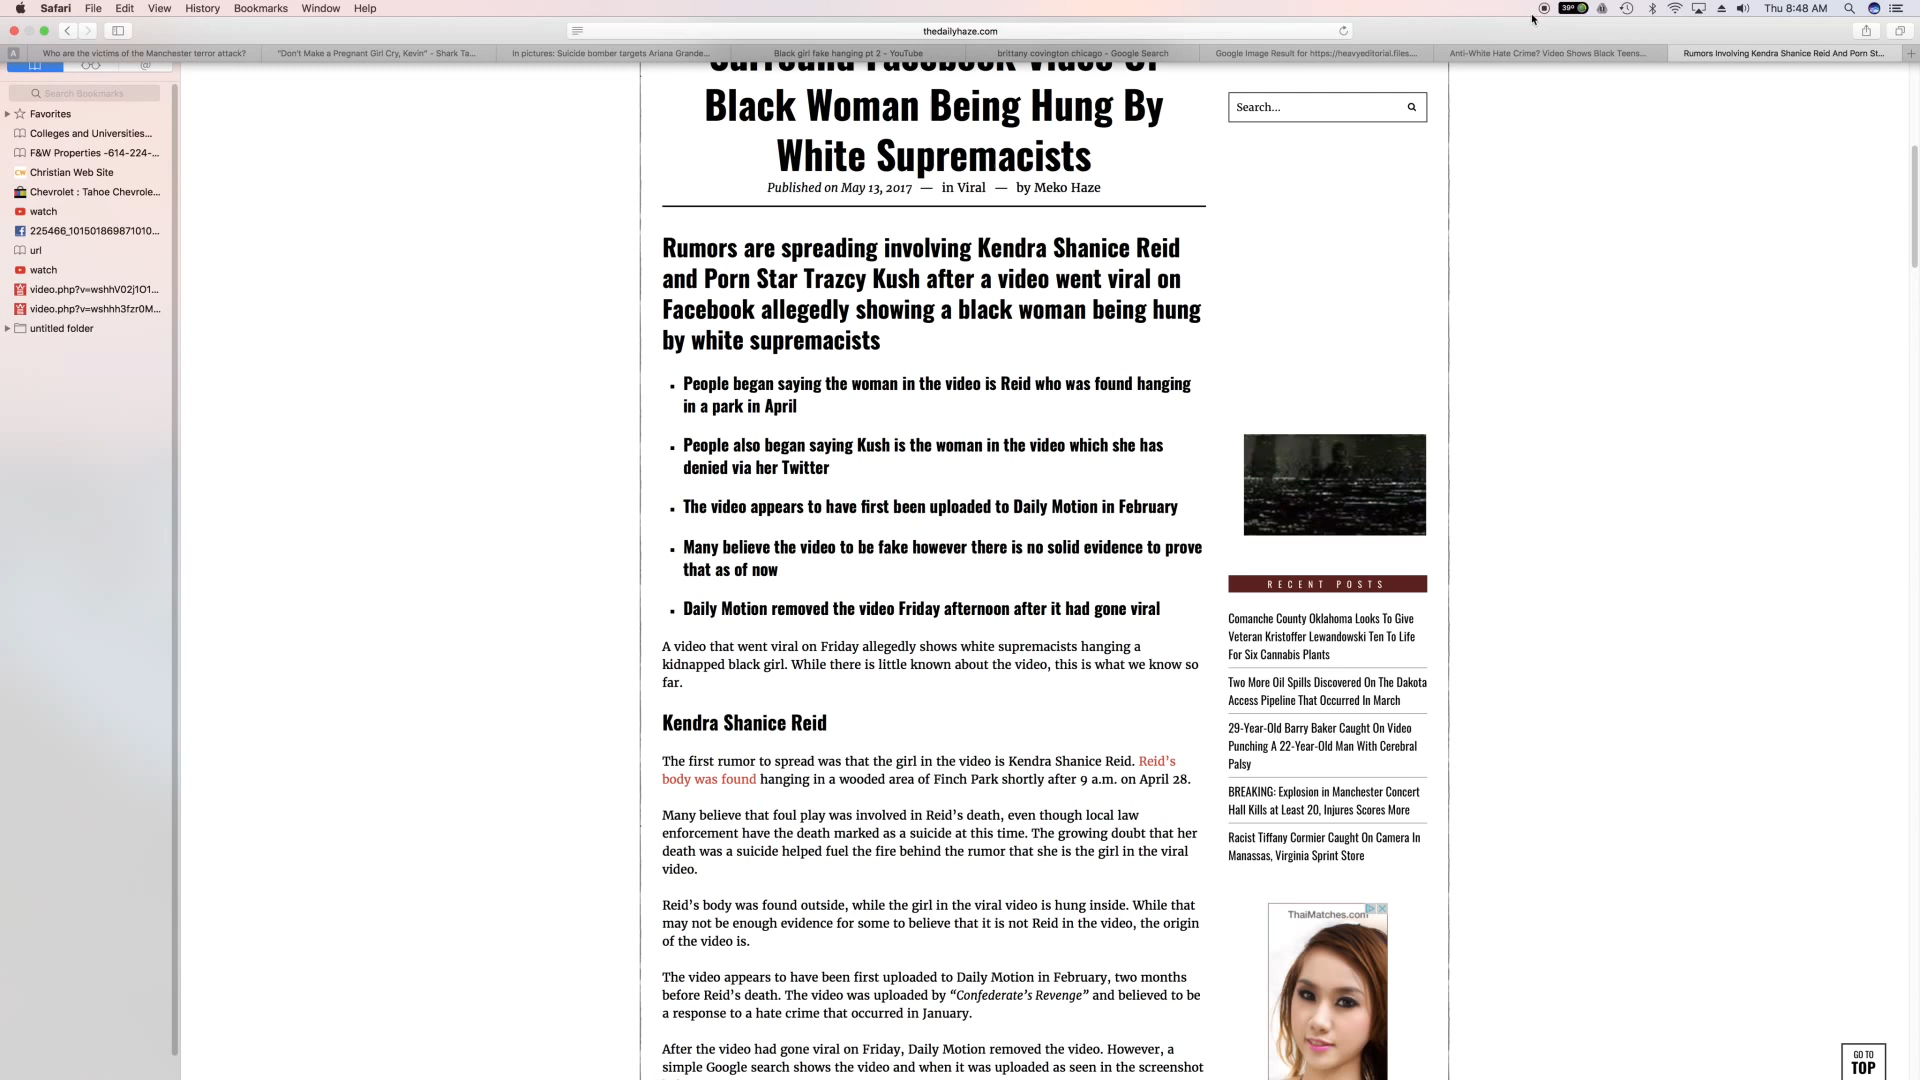 Safari File Edit View History Bookmarks Window Help
39° Thu 8:48 AM
thedailyhaze.com
Who are the victims of the Manchester terror attack?
"Don't Make a Pregnant Girl Cry, Kevin" - Shark Ta...
In pictures: Suicide bomber targets Ariana Grande...
Black girl fake hanging pt 2 - YouTube
brittany covington chicago - Google Search
Google Image Result for https://heavyeditorial.files....
Anti-White Hate Crime? Video Shows Black Teens...
Rumors Involving Kendra Shanice Reid And Porn St...
Search Bookmarks
Favorites
Colleges and Universities...
F&W Properties -614-224-...
Christian Web Site
Chevrolet : Tahoe Chevrole...
watch
225466_101501869871010...
url
watch
video.php?v=wshhV02j1O1...
video.php?v=wshhh3fzr0M...
untitled folder
Surround Facebook Video Of
Black Woman Being Hung By
White Supremacists
Published on May 13, 2017 — in Viral — by Meko Haze
Rumors are spreading involving Kendra Shanice Reid
and Porn Star Trazcy Kush after a video went viral on
Facebook allegedly showing a black woman being hung
by white supremacists
▪ People began saying the woman in the video is Reid who was found hanging
in a park in April
▪ People also began saying Kush is the woman in the video which she has
denied via her Twitter
▪ The video appears to have first been uploaded to Daily Motion in February
▪ Many believe the video to be fake however there is no solid evidence to prove
that as of now
▪ Daily Motion removed the video Friday afternoon after it had gone viral
A video that went viral on Friday allegedly shows white supremacists hanging a
kidnapped black girl. While there is little known about the video, this is what we know so
far.
Kendra Shanice Reid
The first rumor to spread was that the girl in the video is Kendra Shanice Reid. Reid's
body was found hanging in a wooded area of Finch Park shortly after 9 a.m. on April 28.
Many believe that foul play was involved in Reid's death, even though local law
enforcement have the death marked as a suicide at this time. The growing doubt that her
death was a suicide helped fuel the fire behind the rumor that she is the girl in the viral
video.
Reid's body was found outside, while the girl in the viral video is hung inside. While that
may not be enough evidence for some to believe that it is not Reid in the video, the origin
of the video is.
The video appears to have been first uploaded to Daily Motion in February, two months
before Reid's death. The video was uploaded by "Confederate's Revenge" and believed to be
a response to a hate crime that occurred in January.
After the video had gone viral on Friday, Daily Motion removed the video. However, a
simple Google search shows the video and when it was uploaded as seen in the screenshot
Search...
RECENT POSTS
Comanche County Oklahoma Looks To Give
Veteran Kristoffer Lewandowski Ten To Life
For Six Cannabis Plants
Two More Oil Spills Discovered On The Dakota
Access Pipeline That Occurred In March
29-Year-Old Barry Baker Caught On Video
Punching A 22-Year-Old Man With Cerebral
Palsy
BREAKING: Explosion in Manchester Concert
Hall Kills at Least 20, Injures Scores More
Racist Tiffany Cormier Caught On Camera In
Manassas, Virginia Sprint Store
ThaiMatches.com
GO TO
TOP